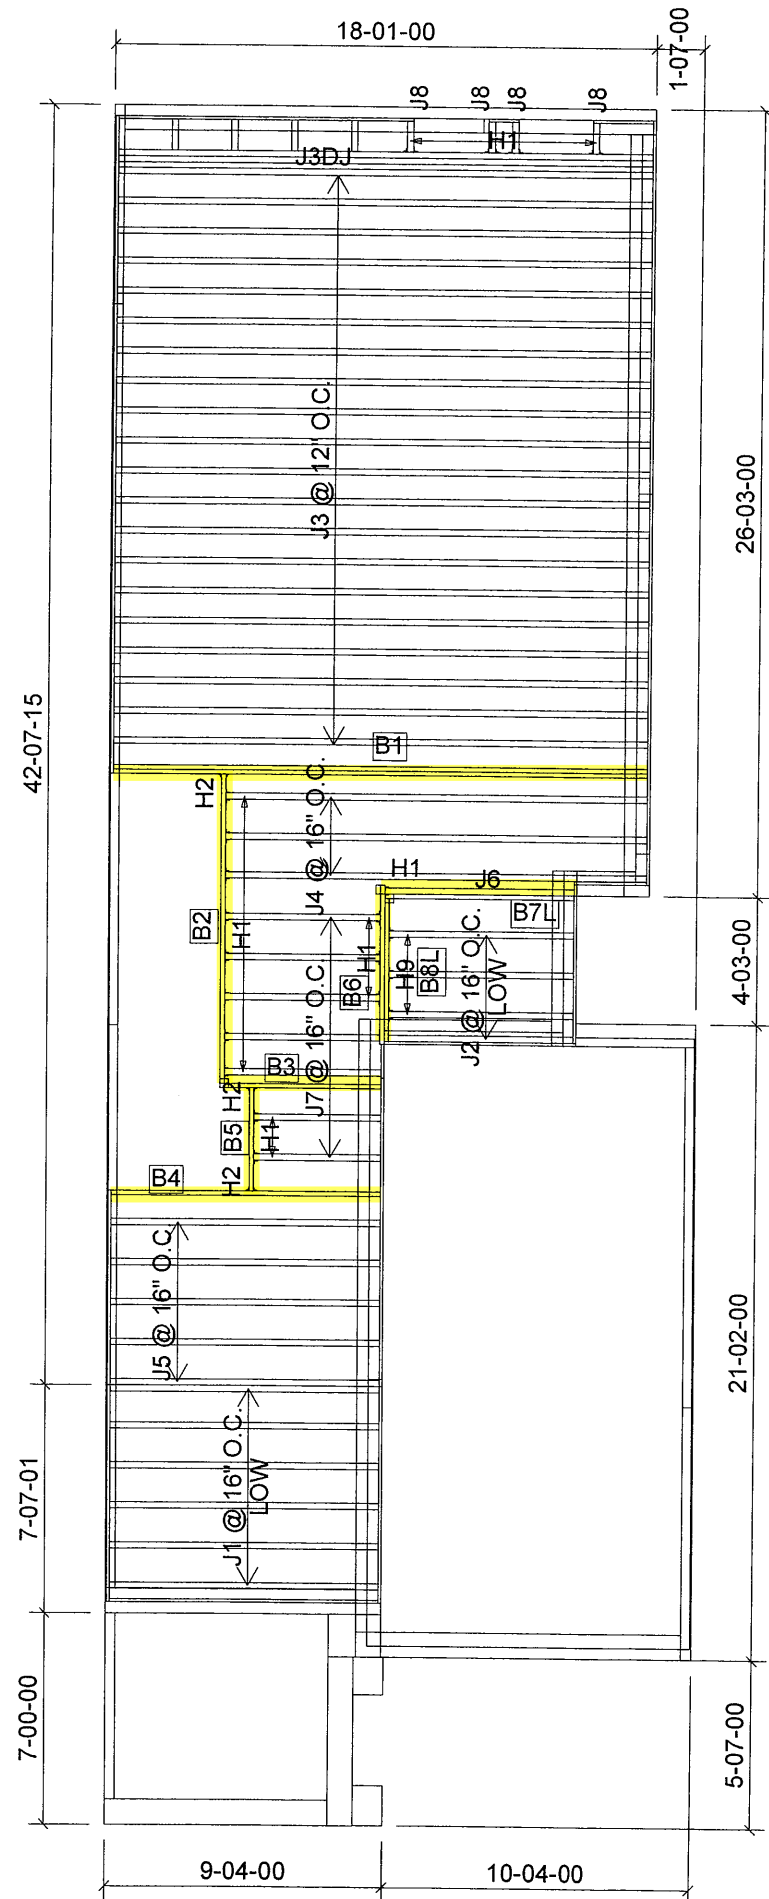 18-01-00
1-07-00
J8
J8
J8
J8
H1
J3DJ
J3 @ 12" O.C.
42-07-15
26-03-00
B1
H2
J4 @ 16" O.C.
H1
J6
B2
H1
B7L
H1
B6
H9
B8L
J2 @ 16" O.C.
LOW
4-03-00
J7 @ 16" O.C.
B3
H2
B5
H1
H2
B4
J5 @ 16" O.C.
21-02-00
J1 @ 16" O.C.
LOW
7-07-01
7-00-00
5-07-00
9-04-00
10-04-00